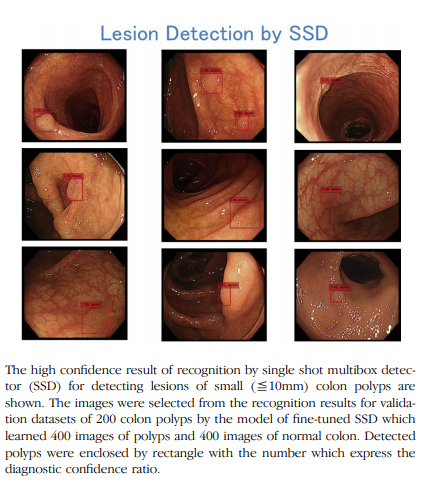 Lesion Detection by SSD
The high confidence result of recognition by single shot multibox detec-
tor (SSD) for detecting lesions of small (≦10mm) colon polyps are
shown. The images were selected from the recognition results for valida-
tion datasets of 200 colon polyps by the model of fine-tuned SSD which
learned 400 images of polyps and 400 images of normal colon. Detected
polyps were enclosed by rectangle with the number which express the
diagnostic confidence ratio.